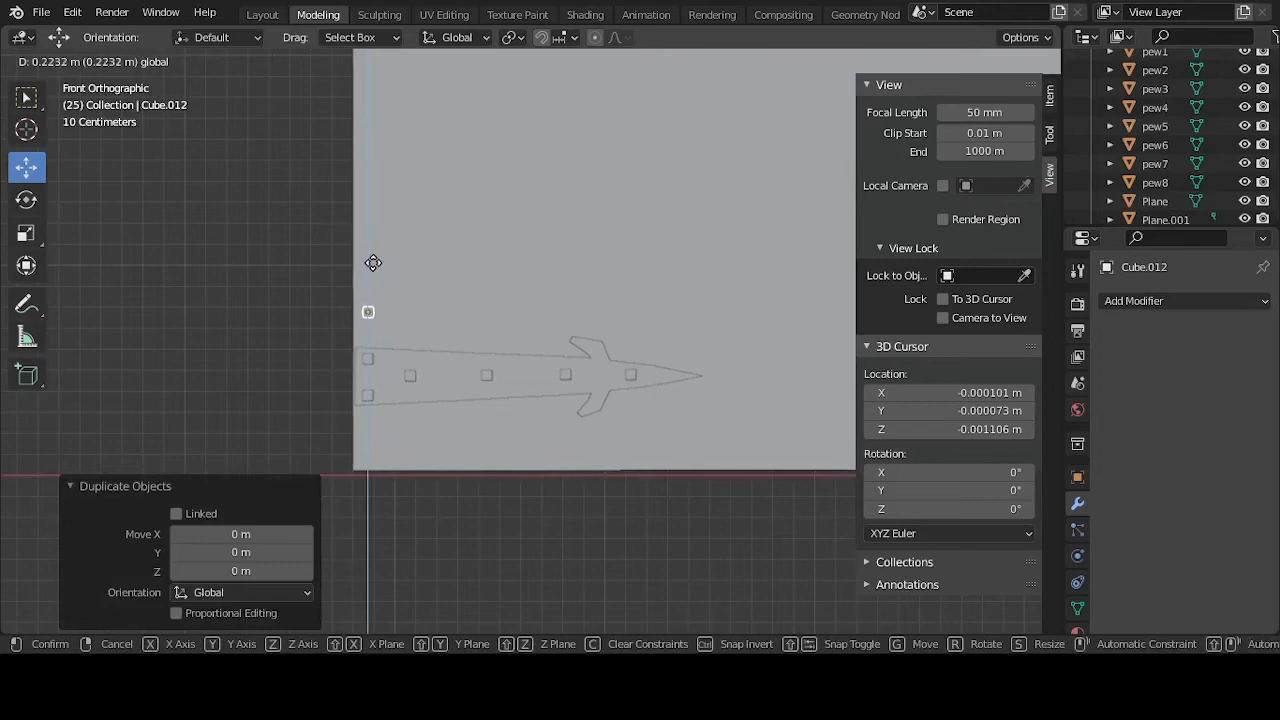 File Edit Render Window Help Layout Modeling Sculpting UV Editing Texture Paint Shading Animation Rendering Compositing Geometry Nod Scene View Layer
Orientation: Default Drag: Select Box Global Options
D: 0.2232 m (0.2232 m) global
Front Orthographic
(25) Collection | Cube.012
10 Centimeters
View
Focal Length 50 mm
Clip Start 0.01 m
End 1000 m
Local Camera
Render Region
View Lock
Lock to Obj...
Lock To 3D Cursor
Camera to View
3D Cursor
Location:
X -0.000101 m
Y -0.000073 m
Z -0.001106 m
Rotation:
X 0°
Y 0°
Z 0°
XYZ Euler
Collections
Annotations
Item
Tool
View
pew1
pew2
pew3
pew4
pew5
pew6
pew7
pew8
Plane
Plane.001
Cube.012
Add Modifier
Duplicate Objects
Linked
Move X 0 m
Y 0 m
Z 0 m
Orientation Global
Proportional Editing
Confirm Cancel X X Axis Y Y Axis Z Z Axis X X Plane Y Y Plane Z Z Plane C Clear Constraints Ctrl Snap Invert Snap Toggle G Move R Rotate S Resize Automatic Constraint Autom